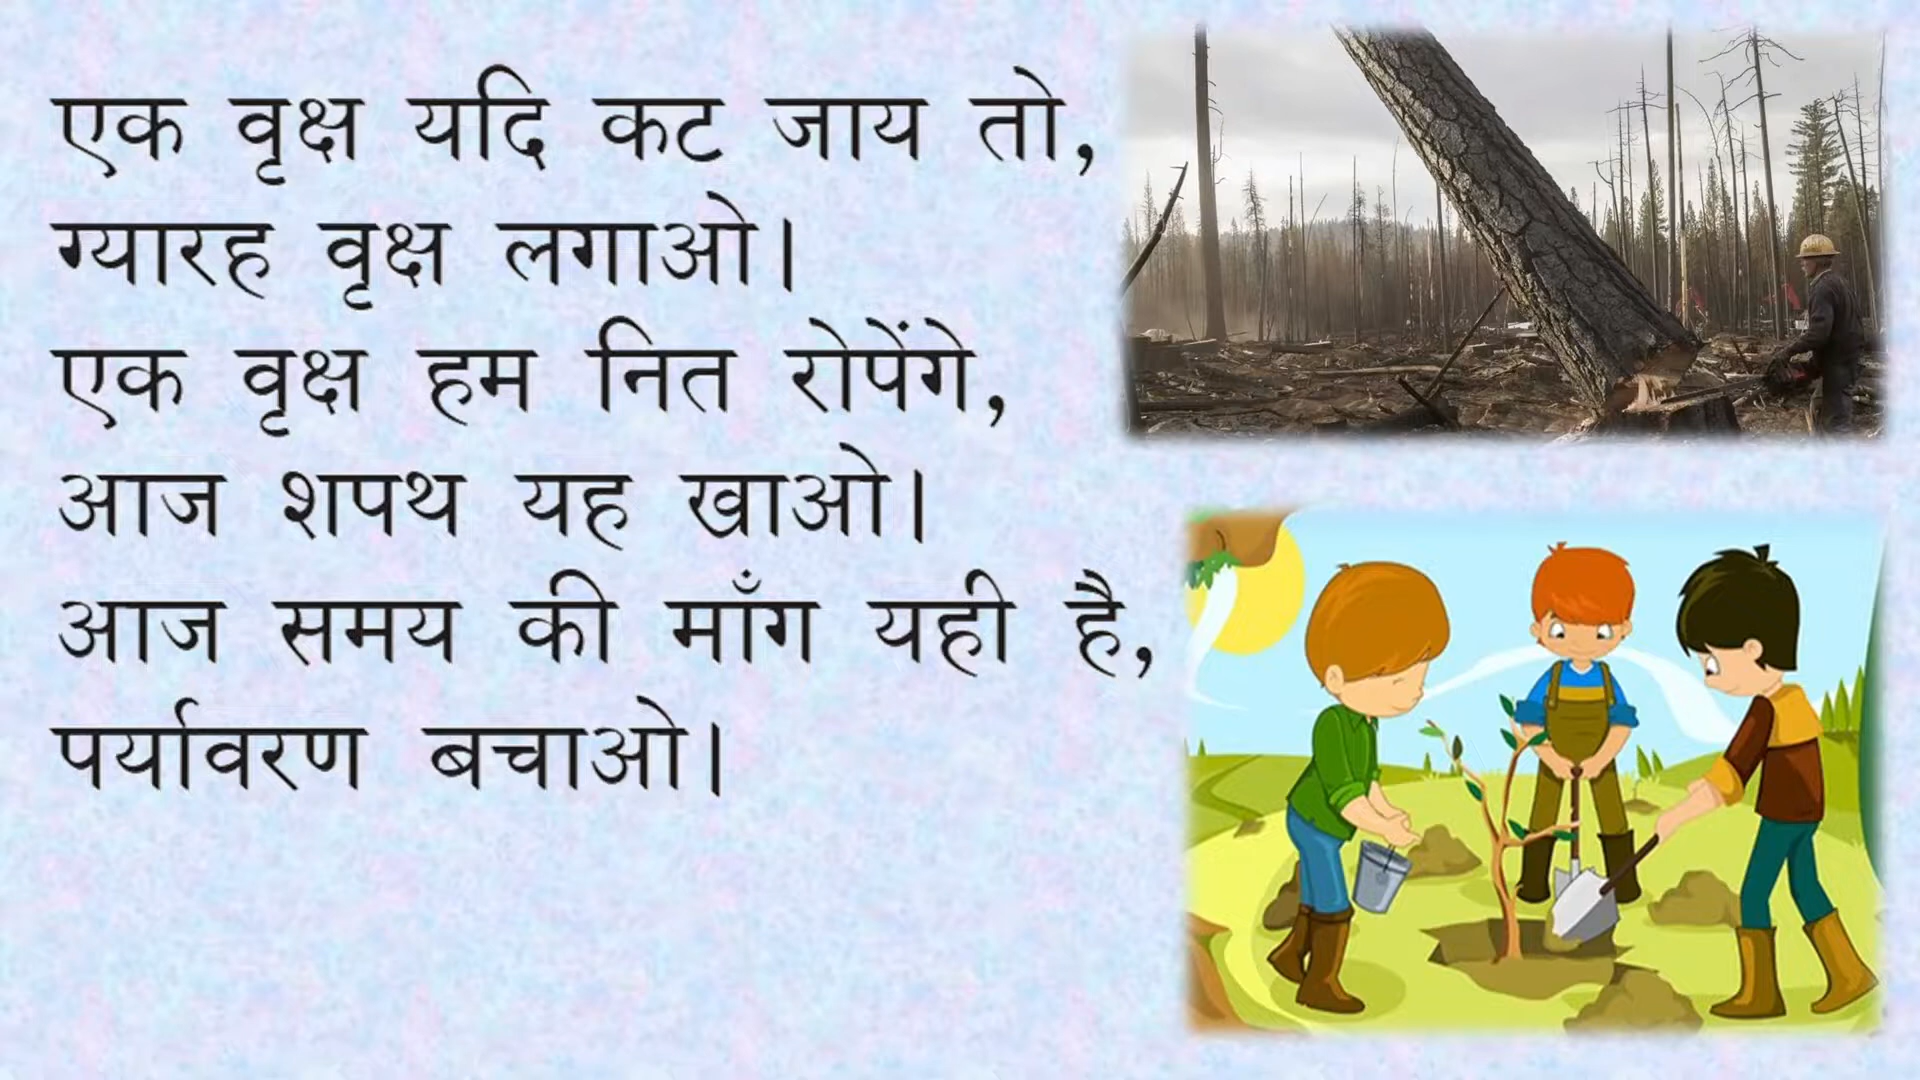 एक वृक्ष यदि कट जाय तो,
ग्यारह वृक्ष लगाओ।
एक वृक्ष हम नित रोपेंगे,
आज शपथ यह खाओ।
आज समय की माँग यही है,
पर्यावरण बचाओ।